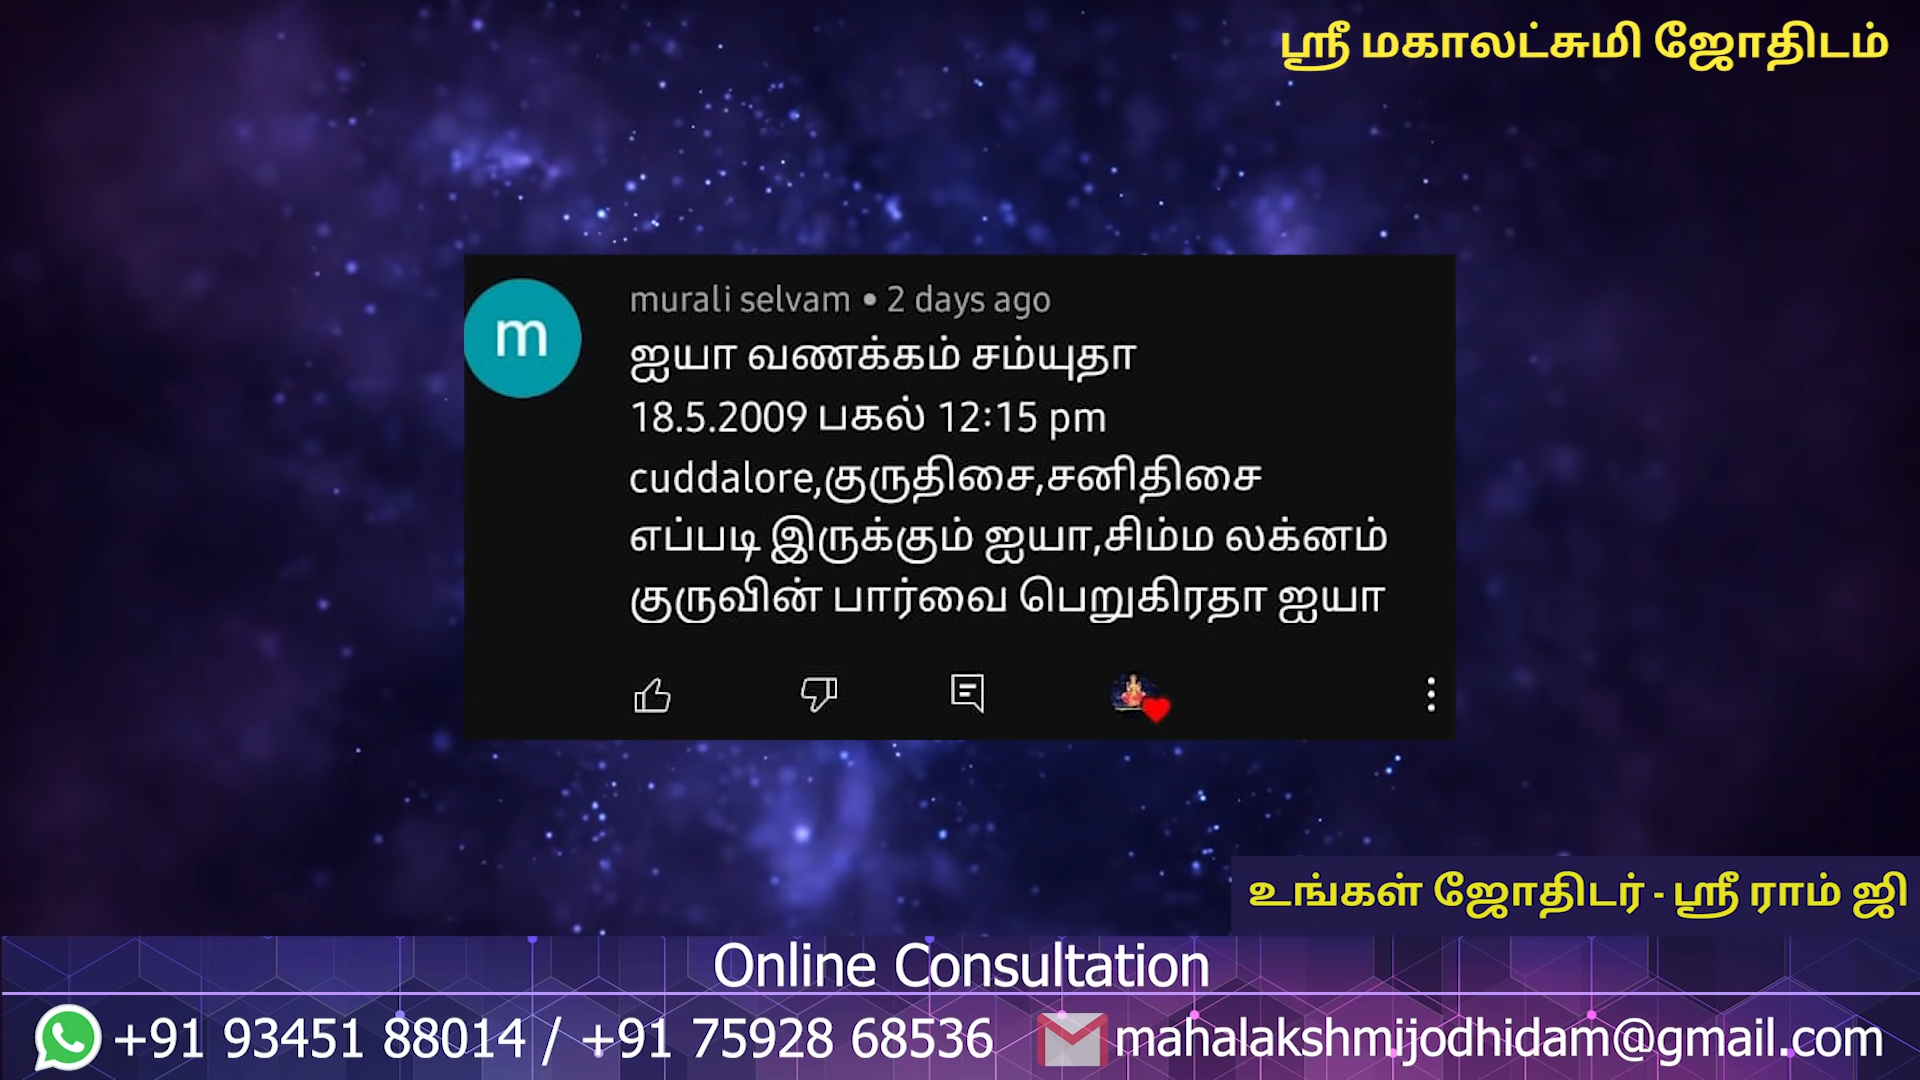 ஸ்ரீ மகாலட்சுமி ஜோதிடம்
m
murali selvam • 2 days ago
ஐயா வணக்கம் சம்யுதா
18.5.2009 பகல் 12:15 pm
cuddalore,குருதிசை,சனிதிசை
எப்படி இருக்கும் ஐயா,சிம்ம லக்னம்
குருவின் பார்வை பெறுகிரதா ஐயா
உங்கள் ஜோதிடர் - ஸ்ரீ ராம் ஜி
Online Consultation
+91 93451 88014 / +91 75928 68536 mahalakshmijodhidam@gmail.com